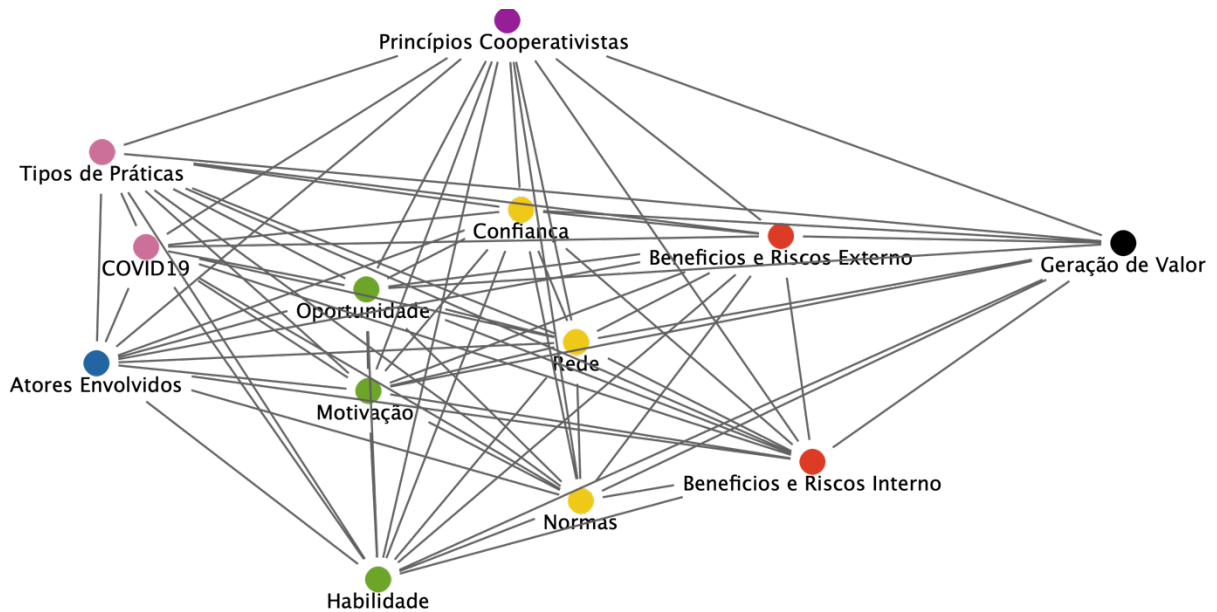 Princípios Cooperativistas
Tipos de Práticas
Confiança
Beneficios e Riscos Externo
COVID19
Geração de Valor
Oportunidade
Rede
Atores Envolvidos
Motivação
Beneficios e Riscos Interno
Normas
Habilidade